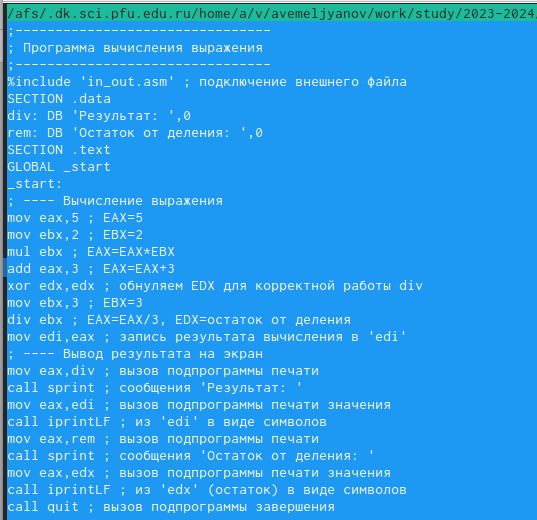 /afs/.dk.sci.pfu.edu.ru/home/a/v/avemeljyanov/work/study/2023-2024
;--------------------------------
; Программа вычисления выражения
;--------------------------------
%include 'in_out.asm' ; подключение внешнего файла
SECTION .data
div: DB 'Результат: ',0
rem: DB 'Остаток от деления: ',0
SECTION .text
GLOBAL _start
_start:
; ---- Вычисление выражения
mov eax,5 ; EAX=5
mov ebx,2 ; EBX=2
mul ebx ; EAX=EAX*EBX
add eax,3 ; EAX=EAX+3
xor edx,edx ; обнуляем EDX для корректной работы div
mov ebx,3 ; EBX=3
div ebx ; EAX=EAX/3, EDX=остаток от деления
mov edi,eax ; запись результата вычисления в 'edi'
; ---- Вывод результата на экран
mov eax,div ; вызов подпрограммы печати
call sprint ; сообщения 'Результат: '
mov eax,edi ; вызов подпрограммы печати значения
call iprintLF ; из 'edi' в виде символов
mov eax,rem ; вызов подпрограммы печати
call sprint ; сообщения 'Остаток от деления: '
mov eax,edx ; вызов подпрограммы печати значения
call iprintLF ; из 'edx' (остаток) в виде символов
call quit ; вызов подпрограммы завершения